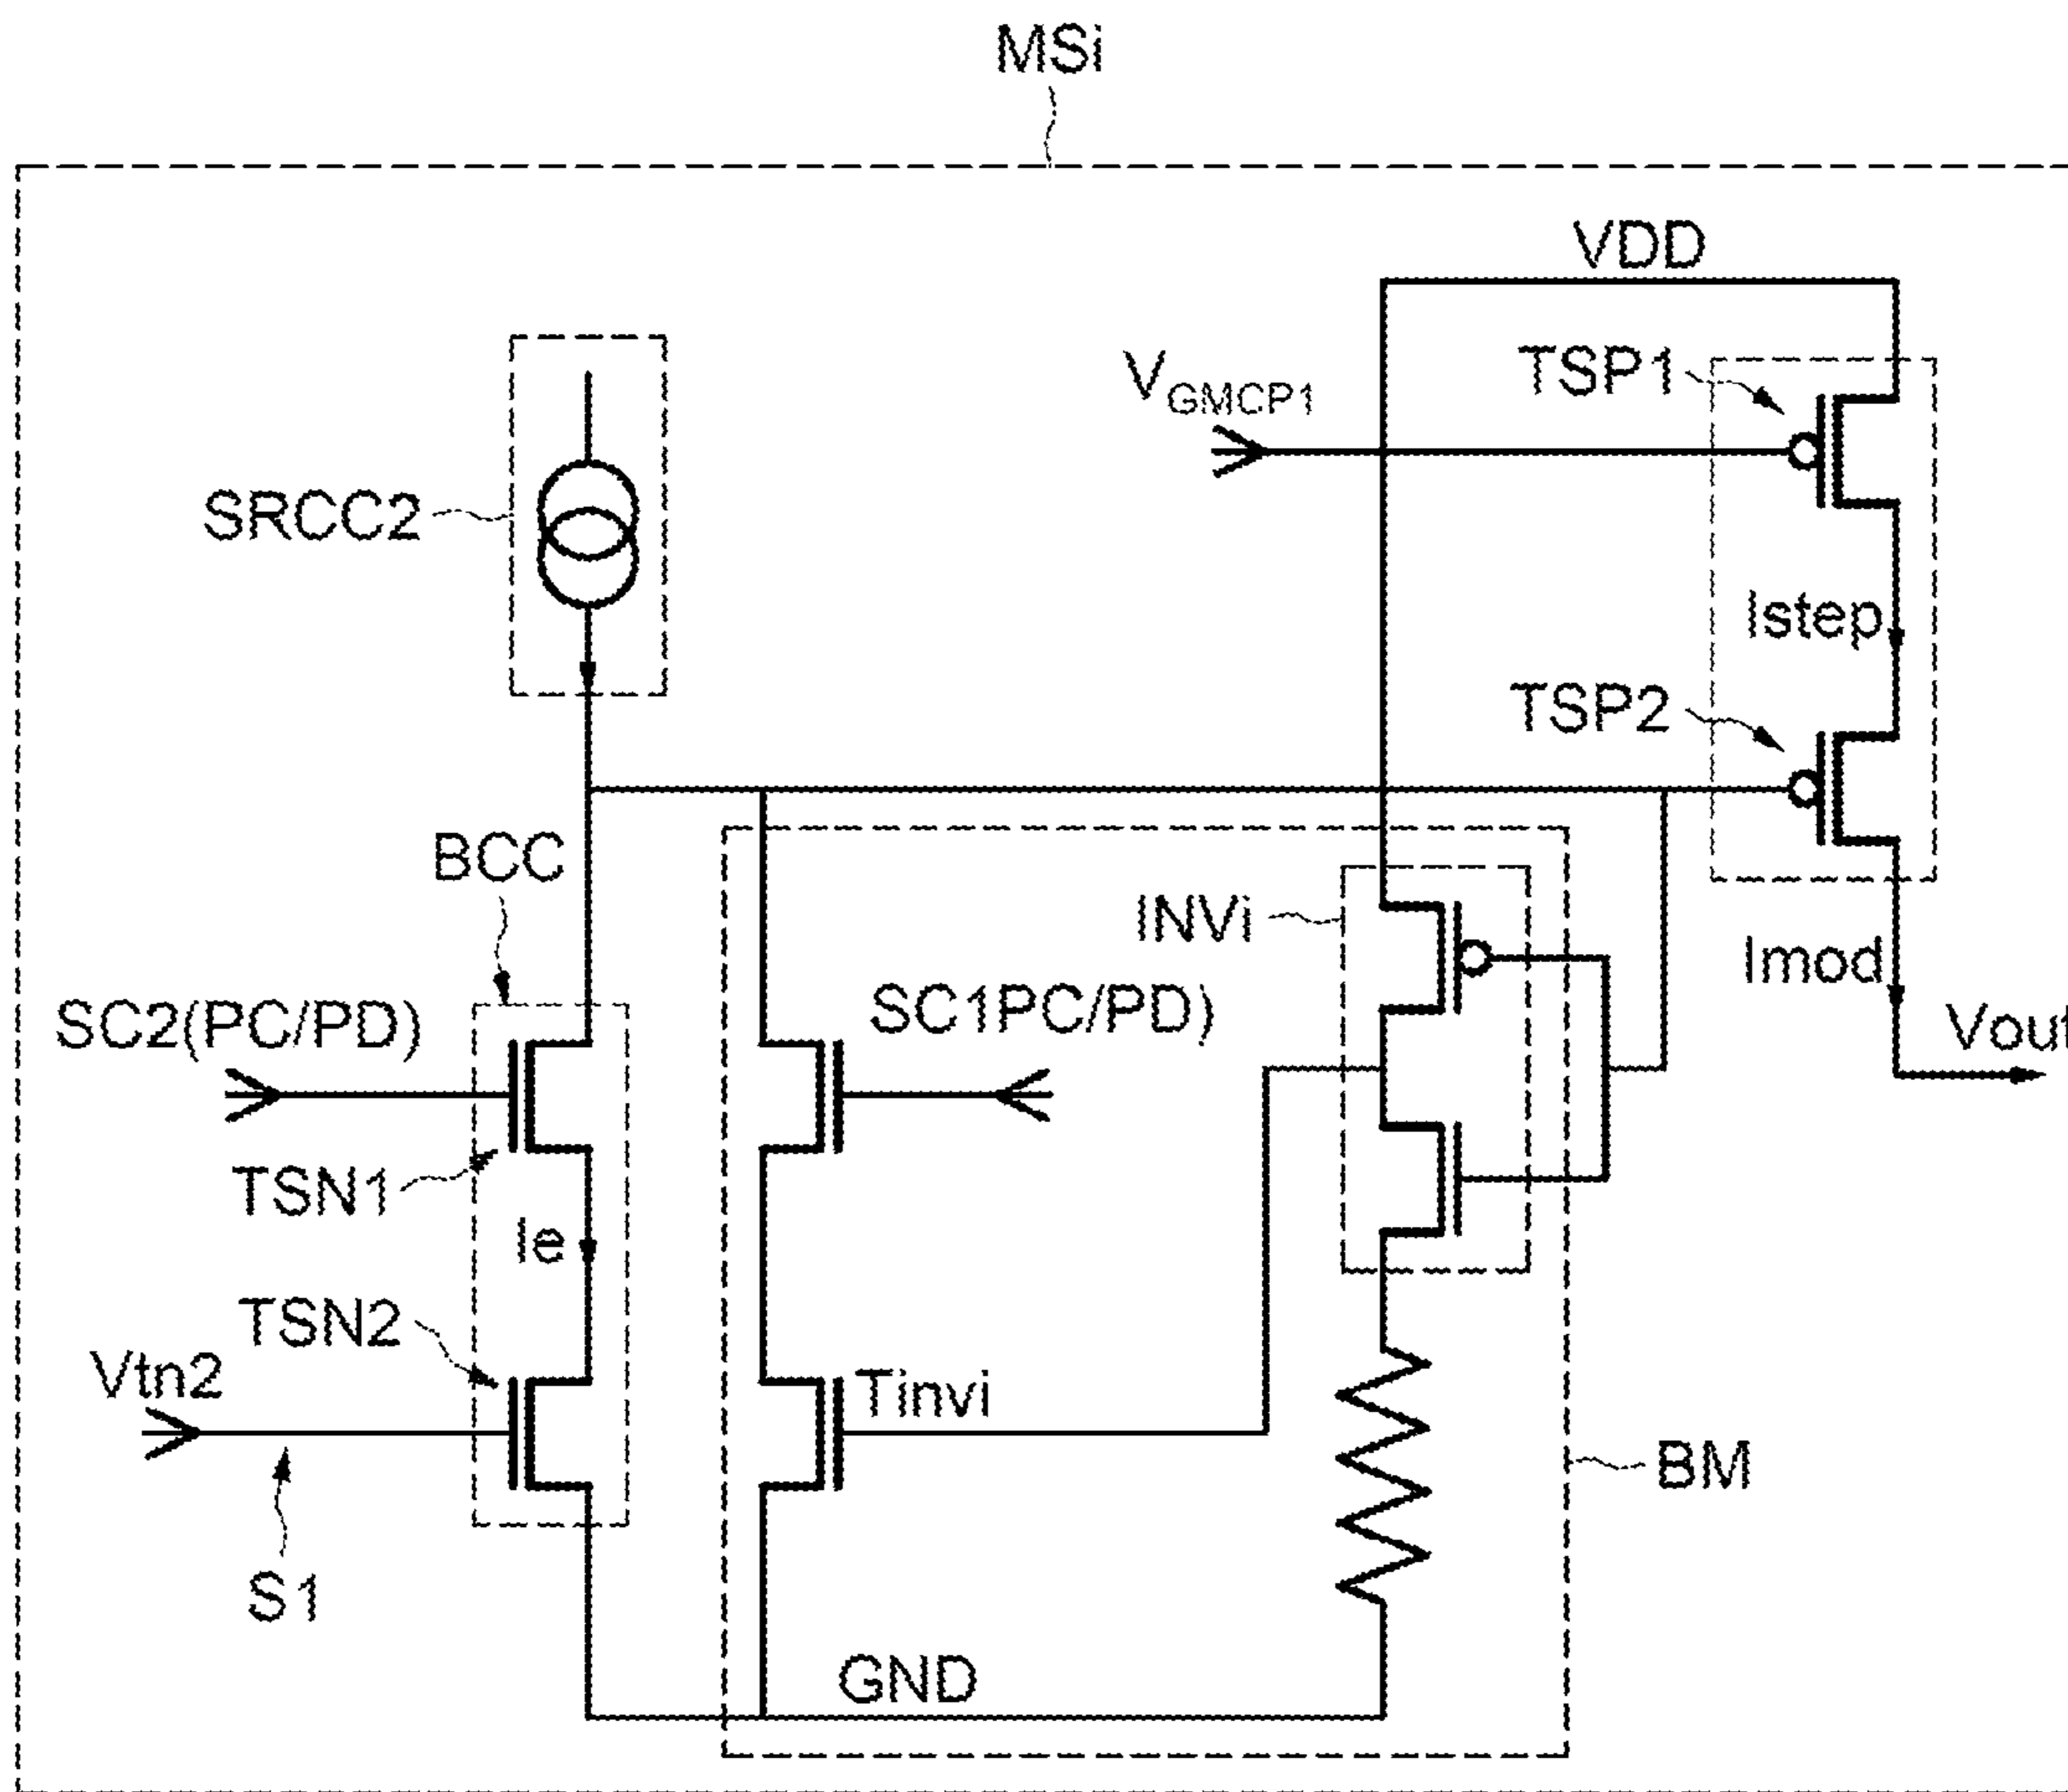 MSi
VDD
TSP1
VGMCP1
SRCC2
Istep
TSP2
BCC
INVi
Imod
SC2(PC/PD)
SC1PC/PD)
Vout
TSN1
Ie
TSN2
Vtn2
Tinvi
BM
S1
GND